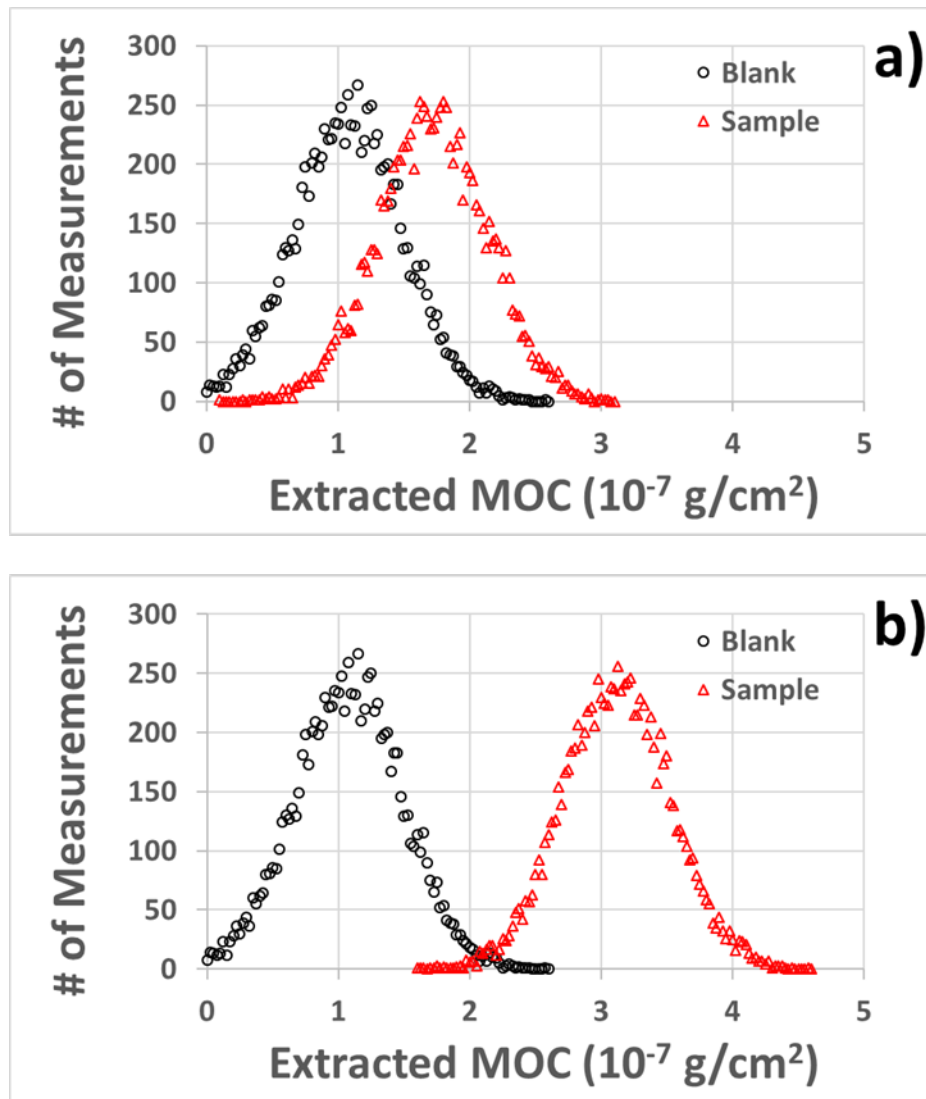 a)
# of Measurements
300
250
200
150
100
50
0
Blank
Sample
0 1 2 3 4 5
Extracted MOC (10⁻⁷ g/cm²)
b)
# of Measurements
300
250
200
150
100
50
0
Blank
Sample
0 1 2 3 4 5
Extracted MOC (10⁻⁷ g/cm²)